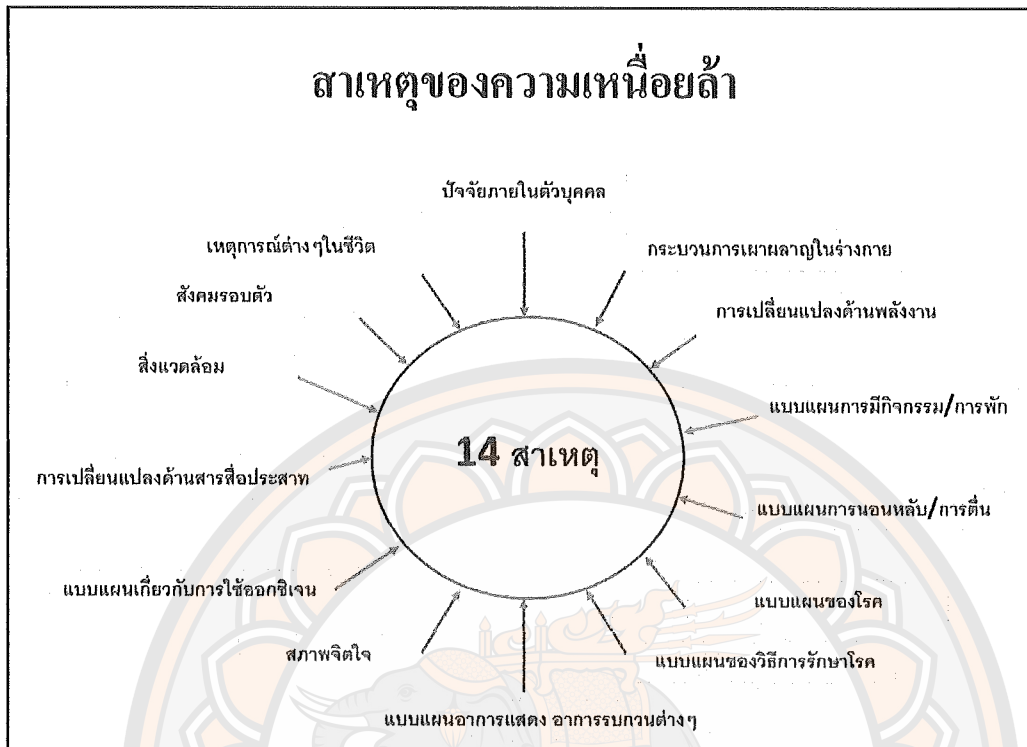 สาเหตุของความเหนื่อยล้า
ปัจจัยภายในตัวบุคคล
กระบวนการเผาผลาญในร่างกาย
การเปลี่ยนแปลงด้านพลังงาน
แบบแผนการมีกิจกรรม/การพัก
แบบแผนการนอนหลับ/การตื่น
แบบแผนของโรค
แบบแผนของวิธีการรักษาโรค
แบบแผนอาการแสดง อาการรบกวนต่างๆ
สภาพจิตใจ
แบบแผนเกี่ยวกับการใช้ออกซิเจน
การเปลี่ยนแปลงด้านสารสื่อประสาท
สิ่งแวดล้อม
สังคมรอบตัว
เหตุการณ์ต่างๆในชีวิต
14 สาเหตุ